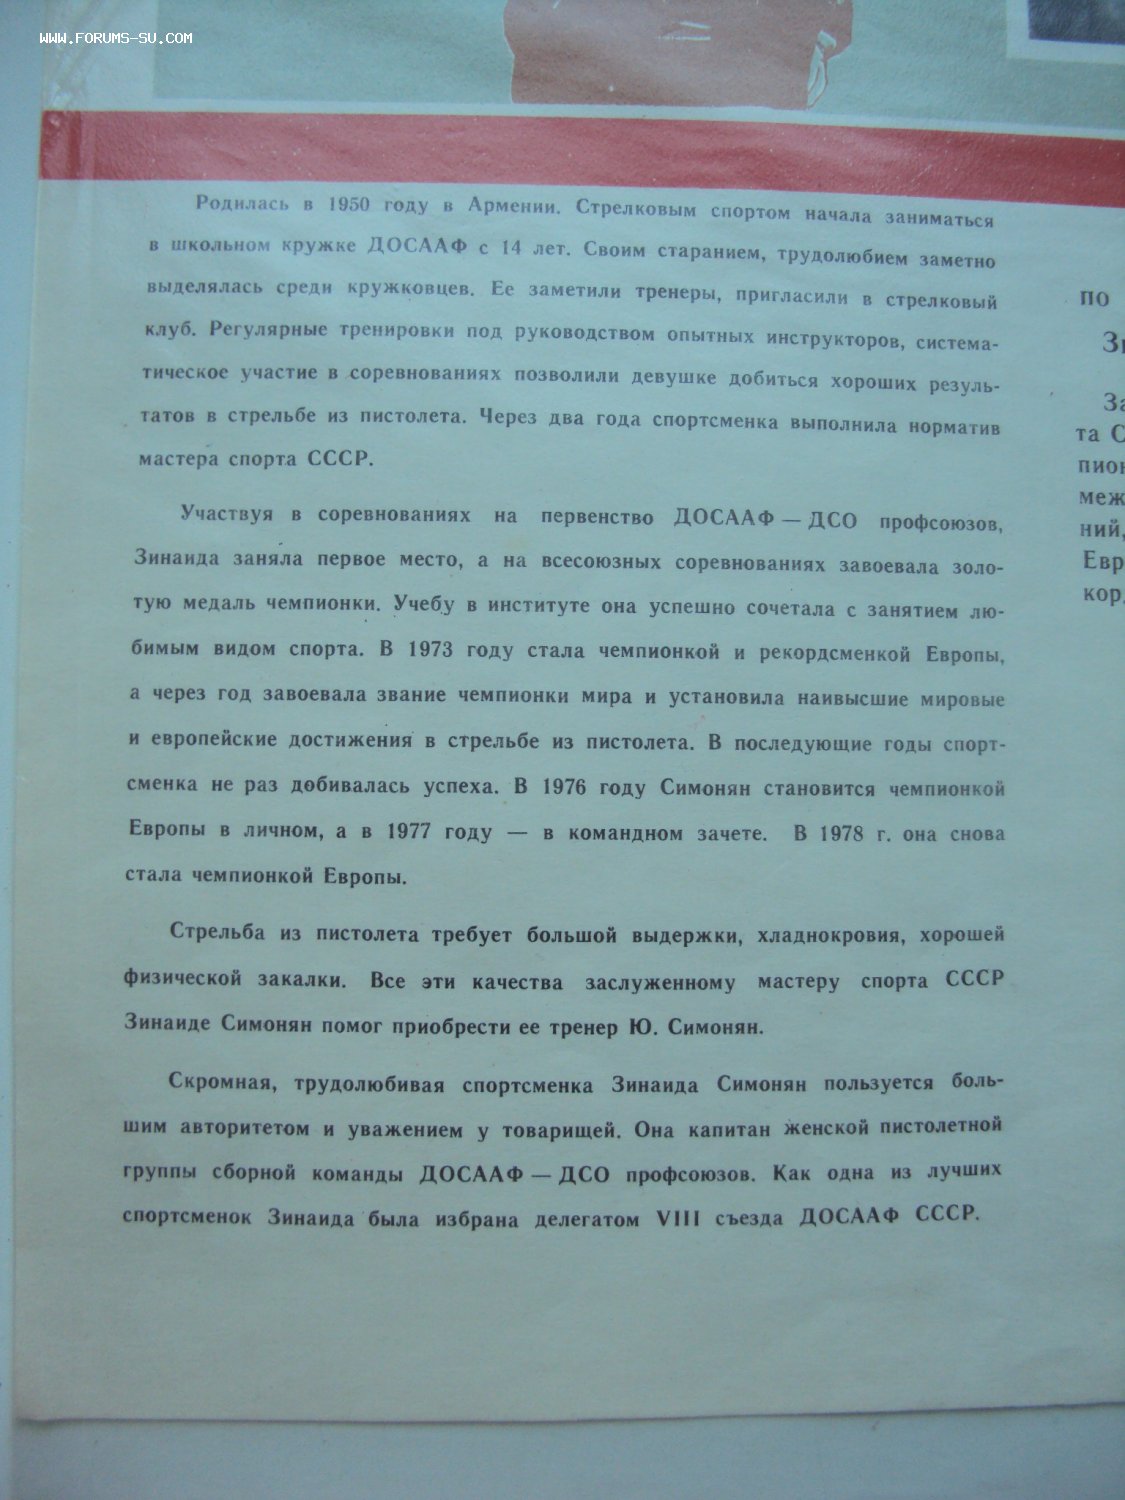 WWW.FORUMS-SU.COM
Родилась в 1950 году в Армении. Стрелковым спортом начала заниматься
в школьном кружке ДОСААФ с 14 лет. Своим старанием, трудолюбием заметно
выделялась среди кружковцев. Ее заметили тренеры, пригласили в стрелковый
клуб. Регулярные тренировки под руководством опытных инструкторов, система-
тическое участие в соревнованиях позволили девушке добиться хороших резуль-
татов в стрельбе из пистолета. Через два года спортсменка выполнила норматив
мастера спорта СССР.
Участвуя в соревнованиях на первенство ДОСААФ — ДСО профсоюзов,
Зинаида заняла первое место, а на всесоюзных соревнованиях завоевала золо-
тую медаль чемпионки. Учебу в институте она успешно сочетала с занятием лю-
бимым видом спорта. В 1973 году стала чемпионкой и рекордсменкой Европы,
а через год завоевала звание чемпионки мира и установила наивысшие мировые
и европейские достижения в стрельбе из пистолета. В последующие годы спорт-
сменка не раз добивалась успеха. В 1976 году Симонян становится чемпионкой
Европы в личном, а в 1977 году — в командном зачете. В 1978 г. она снова
стала чемпионкой Европы.
Стрельба из пистолета требует большой выдержки, хладнокровия, хорошей
физической закалки. Все эти качества заслуженному мастеру спорта СССР
Зинаиде Симонян помог приобрести ее тренер Ю. Симонян.
Скромная, трудолюбивая спортсменка Зинаида Симонян пользуется боль-
шим авторитетом и уважением у товарищей. Она капитан женской пистолетной
группы сборной команды ДОСААФ — ДСО профсоюзов. Как одна из лучших
спортсменок Зинаида была избрана делегатом VIII съезда ДОСААФ СССР.
по
За
та С
пион
меж
ний,
Евр
кор